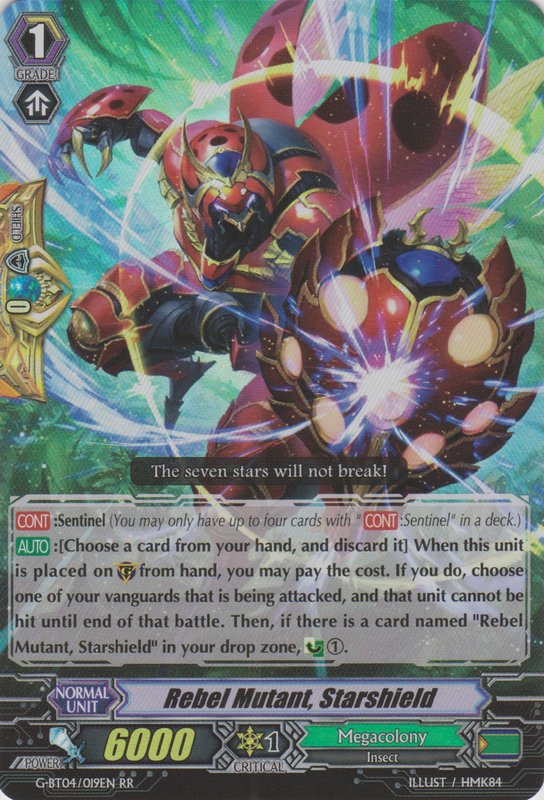 1
GRADE
SHIELD
0
The seven stars will not break!
CONT :Sentinel (You may only have up to four cards with " CONT :Sentinel" in a deck.)
AUTO :[Choose a card from your hand, and discard it] When this unit
is placed on G from hand, you may pay the cost. If you do, choose
one of your vanguards that is being attacked, and that unit cannot be
hit until end of that battle. Then, if there is a card named "Rebel
Mutant, Starshield" in your drop zone, ①.
NORMAL
UNIT
Rebel Mutant, Starshield
POWER
6000
1
CRITICAL
Megacolony
Insect
G-BT04/019EN RR
ILLUST / HMK84